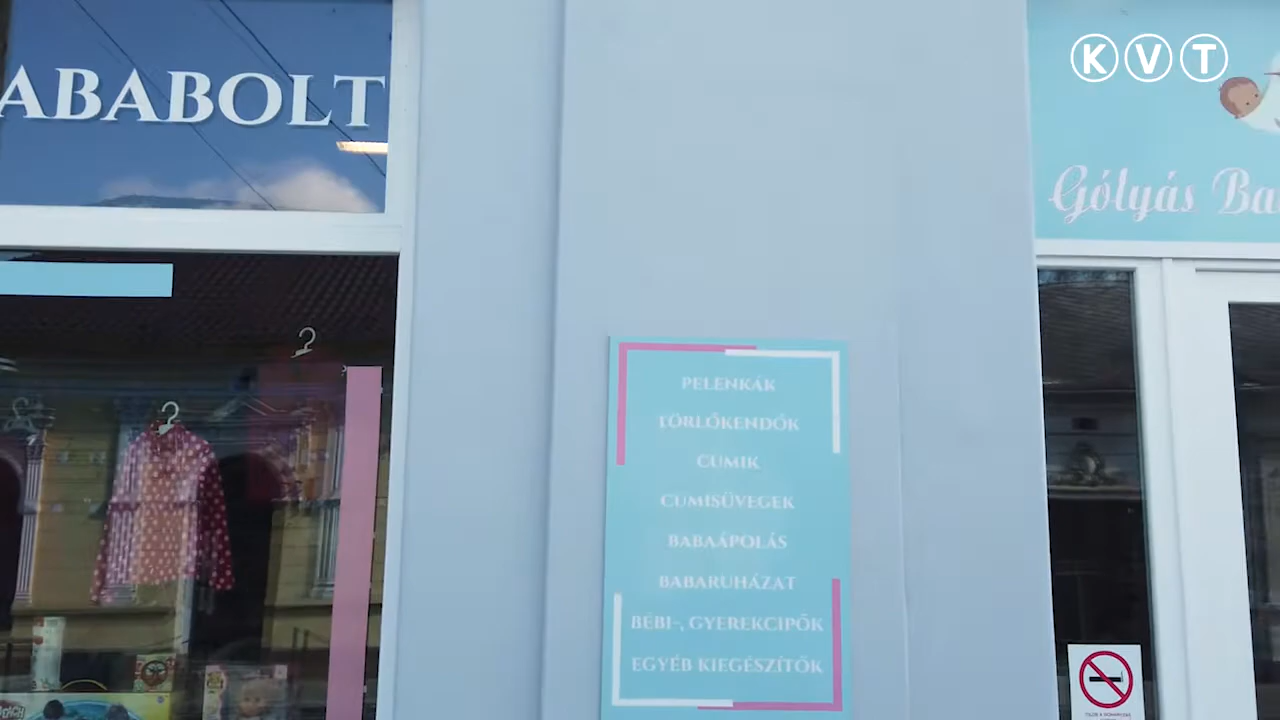 ABABOLT
KVT
Gólyás Ba
PELENKÁK
TÖRLŐKENDŐK
CUMIK
CUMISÜVEGEK
BABAÁPOLÁS
BABARUHÁZAT
BÉBI-, GYEREKCIPŐK
EGYÉB KIEGÉSZÍTŐK